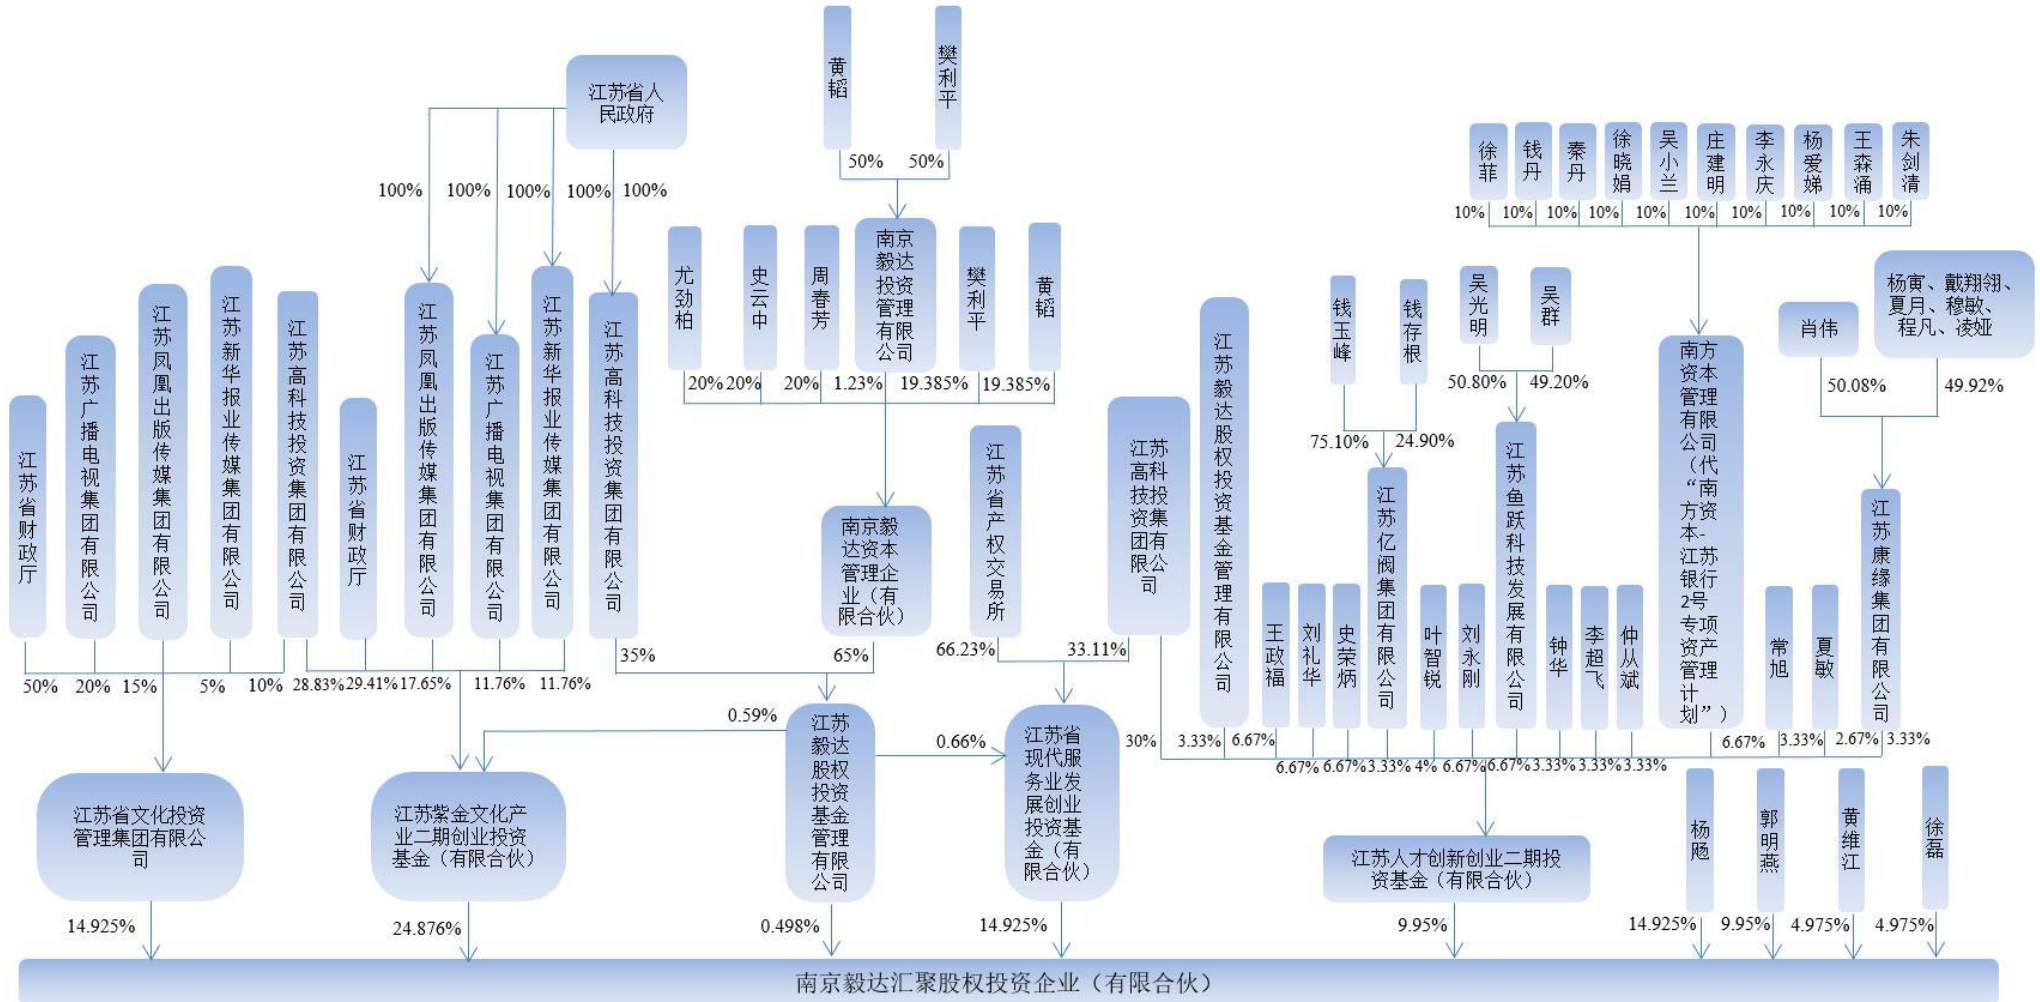 黄韬
樊利平
江苏省人
民政府
50%
50%
100%
100%
100%
100%
100%
徐菲
钱丹
秦丹
徐晓娟
吴小兰
庄建明
李永庆
杨爱娣
王森涌
朱剑清
10%
10%
10%
10%
10%
10%
10%
10%
10%
10%
尤劲柏
史云中
周春芳
南京
毅达
投资
管理
有限
公司
樊利平
黄韬
20%
20%
20%
1.23%
19.385%
19.385%
钱玉峰
钱存根
吴光明
吴群
肖伟
杨寅、戴翔翎、
夏月、穆敏、
程凡、凌娅
75.10%
24.90%
50.80%
49.20%
50.08%
49.92%
江苏省财政厅
江苏广播电视集团有限公司
江苏凤凰出版传媒集团有限公司
江苏新华报业传媒集团有限公司
江苏高科技投资集团有限公司
江苏省财政厅
江苏凤凰出版传媒集团有限公司
江苏广播电视集团有限公司
江苏新华报业传媒集团有限公司
江苏高科技投资集团有限公司
南京毅
达资本
管理企
业（有
限合伙）
江苏省产权交易所
江苏
高科
技投
资集
团有
限公
司
江苏毅达股权投资基金管理有限公司
王政福
刘礼华
史荣炳
江苏亿阀集团有限公司
叶智锐
刘永刚
江苏鱼跃科技发展有限公司
钟华
李超飞
仲从斌
南方
资本
管理
有限
公司
（代
“南
方资
本-
江苏
银行
2号
专项
资产
管理
计
划”）
常旭
夏敏
江苏康缘集团有限公司
50%
20%
15%
5%
10%
28.83%
29.41%
17.65%
11.76%
11.76%
35%
65%
66.23%
33.11%
30%
3.33%
6.67%
6.67%
6.67%
3.33%
4%
6.67%
6.67%
3.33%
3.33%
3.33%
6.67%
3.33%
2.67%
3.33%
0.59%
0.66%
江苏省文化投资
管理集团有限公
司
江苏紫金文化产
业二期创业投资
基金（有限合伙）
江苏
毅达
股权
投资
基金
管理
有限
公司
江苏省
现代服
务业发
展创业
投资基
金（有
限合伙）
江苏人才创新创业二期投
资基金（有限合伙）
杨飏
郭明燕
黄维江
徐磊
14.925%
24.876%
0.498%
14.925%
9.95%
14.925%
9.95%
4.975%
4.975%
南京毅达汇聚股权投资企业（有限合伙）